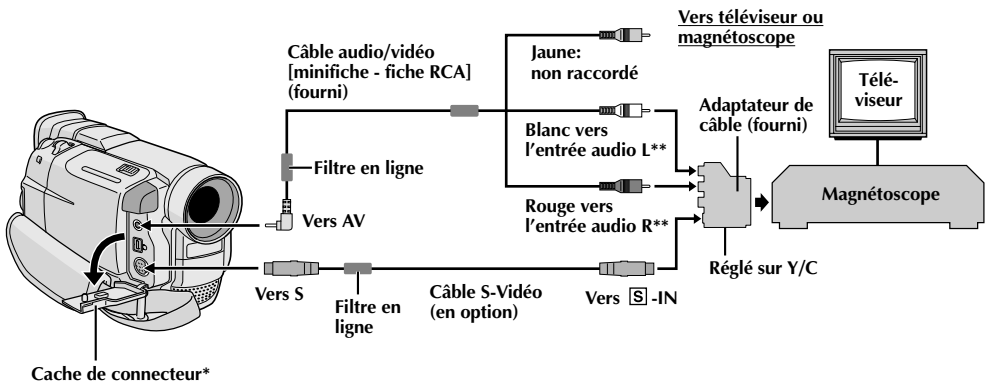 Vers téléviseur ou
magnétoscope
Câble audio/vidéo
[minifiche - fiche RCA]
(fourni)
Jaune:
non raccordé
Télé-
viseur
Adaptateur de
câble (fourni)
Blanc vers
l'entrée audio L**
Filtre en ligne
Magnétoscope
Rouge vers
l'entrée audio R**
Vers AV
Réglé sur Y/C
Vers S
Filtre en
ligne
Câble S-Vidéo
(en option)
Vers S -IN
Cache de connecteur*